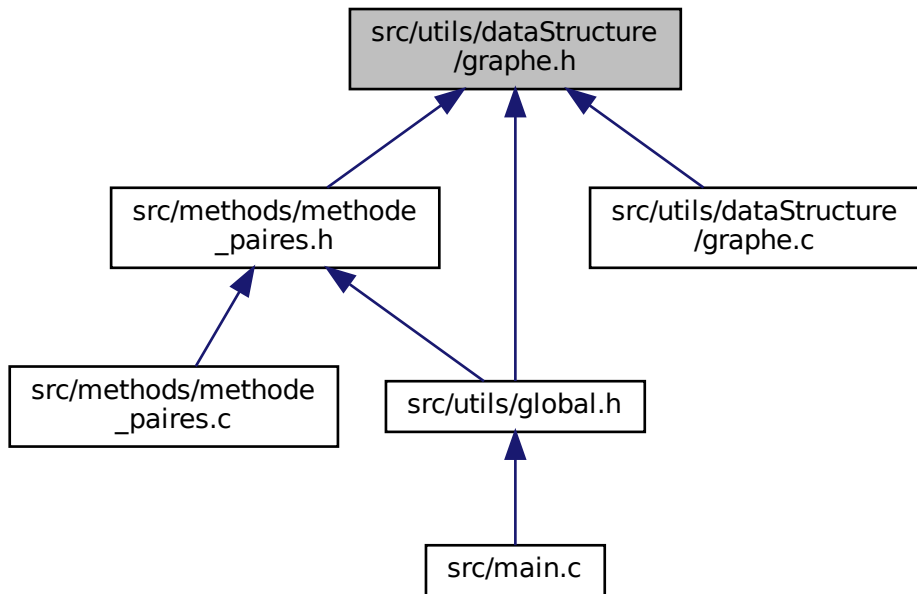 src/utils/dataStructure
/graphe.h
src/methods/methode
_paires.h
src/utils/dataStructure
/graphe.c
src/methods/methode
_paires.c
src/utils/global.h
src/main.c